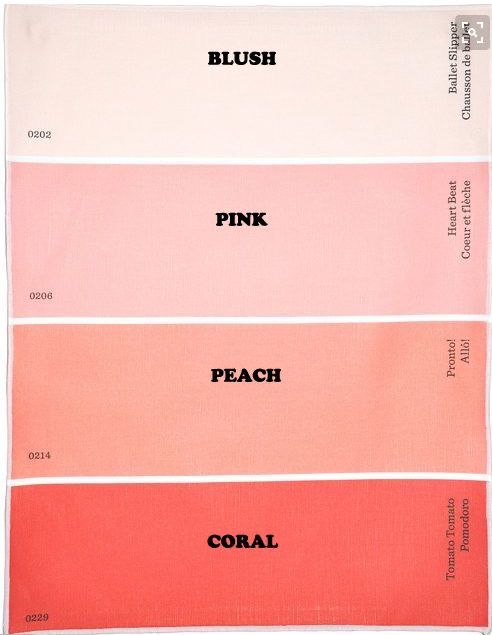 BLUSH
Ballet Slipper
Chausson de ballet
0202
PINK
Heart Beat
Coeur et flèche
0206
PEACH
Pronto!
Allô!
0214
CORAL
Tomato Tomato
Pomodoro
0229